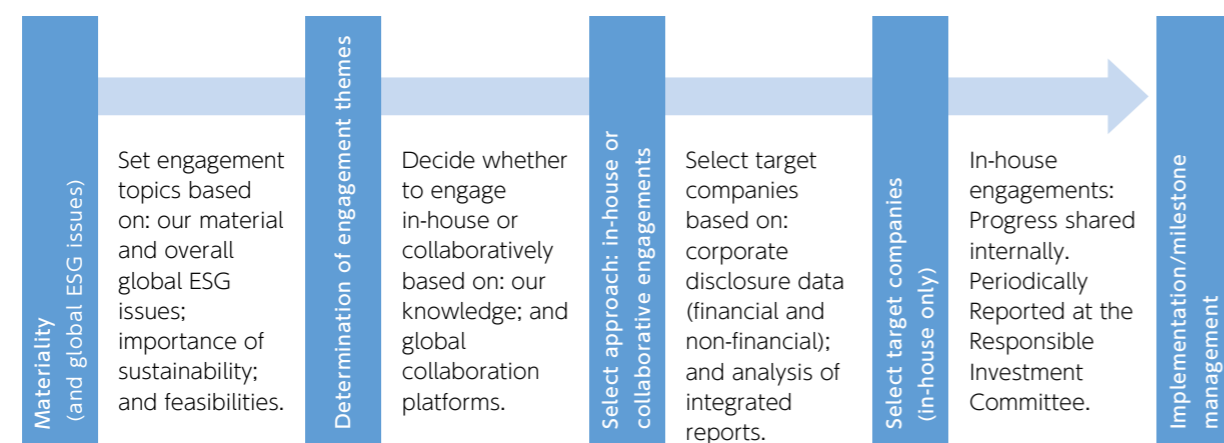 Materiality
(and global ESG issues)
Set engagement
topics based
on: our material
and overall
global ESG
issues;
importance of
sustainability;
and feasibilities.
Determination of engagement themes
Decide whether
to engage
in-house or
collaboratively
based on: our
knowledge; and
global
collaboration
platforms.
Select approach: in-house or
collaborative engagements
Select target
companies
based on:
corporate
disclosure data
(financial and
non-financial);
and analysis of
integrated
reports.
Select target companies
(in-house only)
In-house
engagements:
Progress shared
internally.
Periodically
Reported at the
Responsible
Investment
Committee.
Implementation/milestone
management